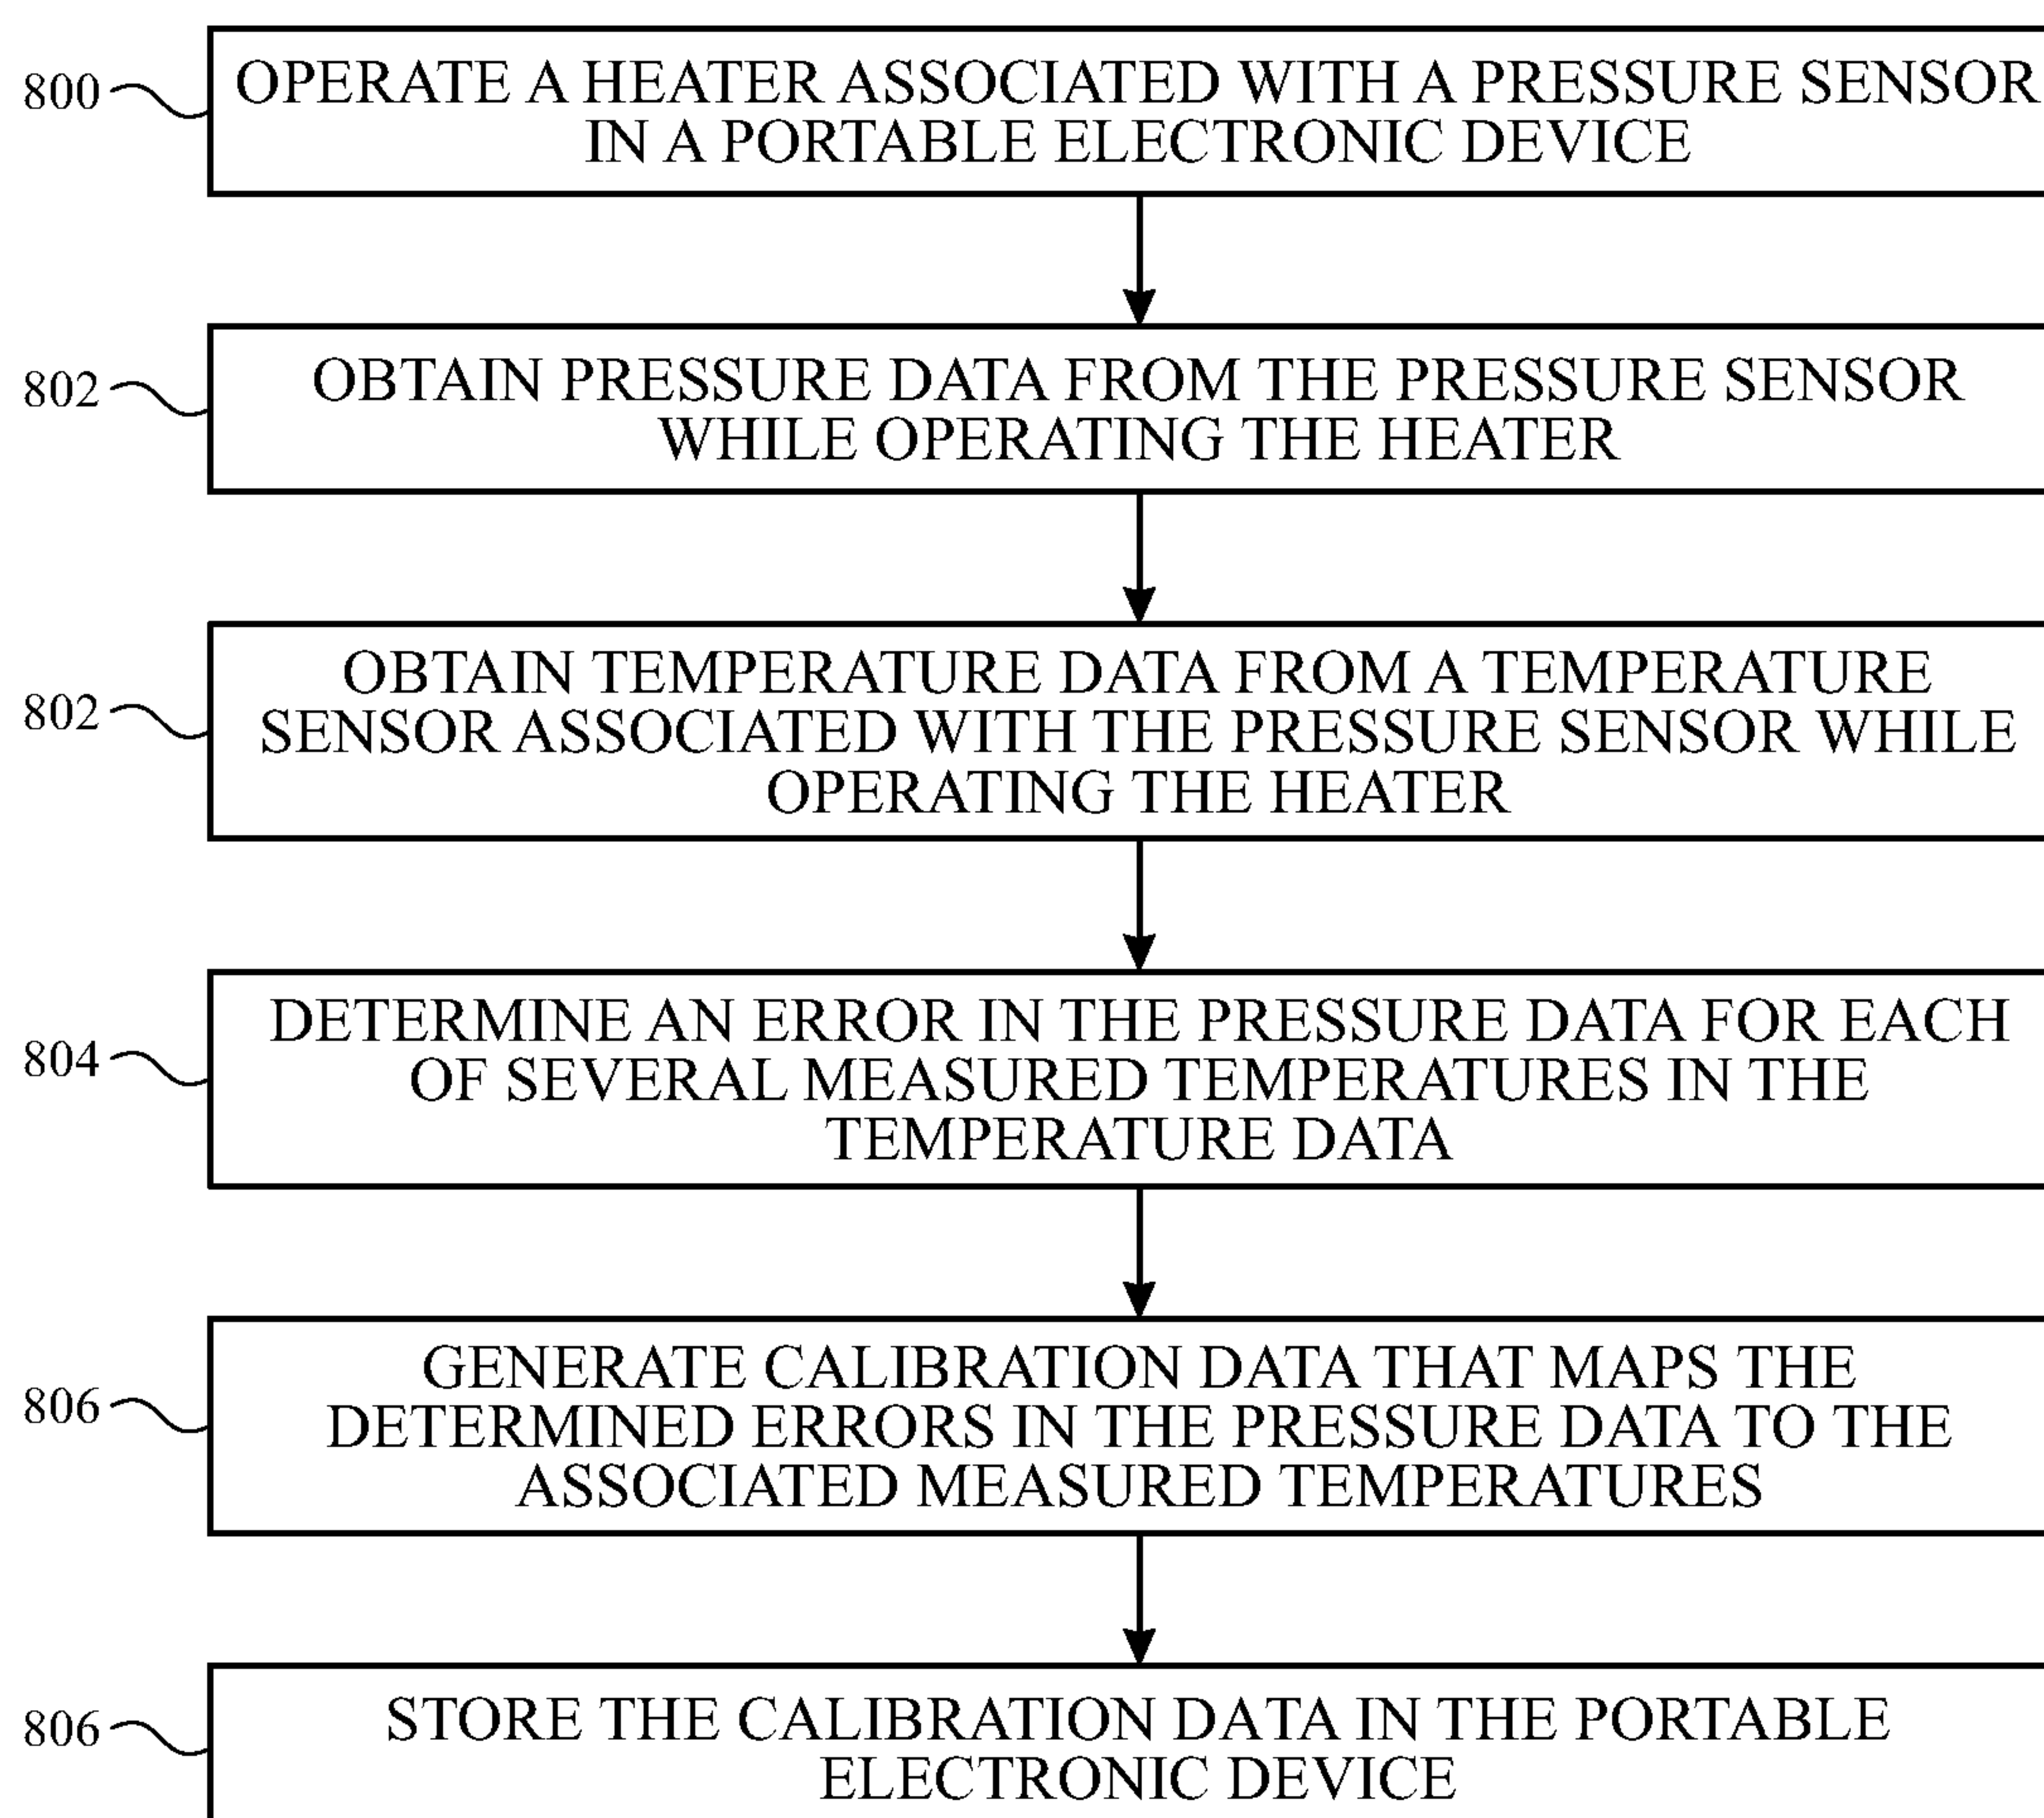 800
OPERATE A HEATER ASSOCIATED WITH A PRESSURE SENSOR
IN A PORTABLE ELECTRONIC DEVICE
802
OBTAIN PRESSURE DATA FROM THE PRESSURE SENSOR
WHILE OPERATING THE HEATER
802
OBTAIN TEMPERATURE DATA FROM A TEMPERATURE
SENSOR ASSOCIATED WITH THE PRESSURE SENSOR WHILE
OPERATING THE HEATER
804
DETERMINE AN ERROR IN THE PRESSURE DATA FOR EACH
OF SEVERAL MEASURED TEMPERATURES IN THE
TEMPERATURE DATA
806
GENERATE CALIBRATION DATA THAT MAPS THE
DETERMINED ERRORS IN THE PRESSURE DATA TO THE
ASSOCIATED MEASURED TEMPERATURES
806
STORE THE CALIBRATION DATA IN THE PORTABLE
ELECTRONIC DEVICE